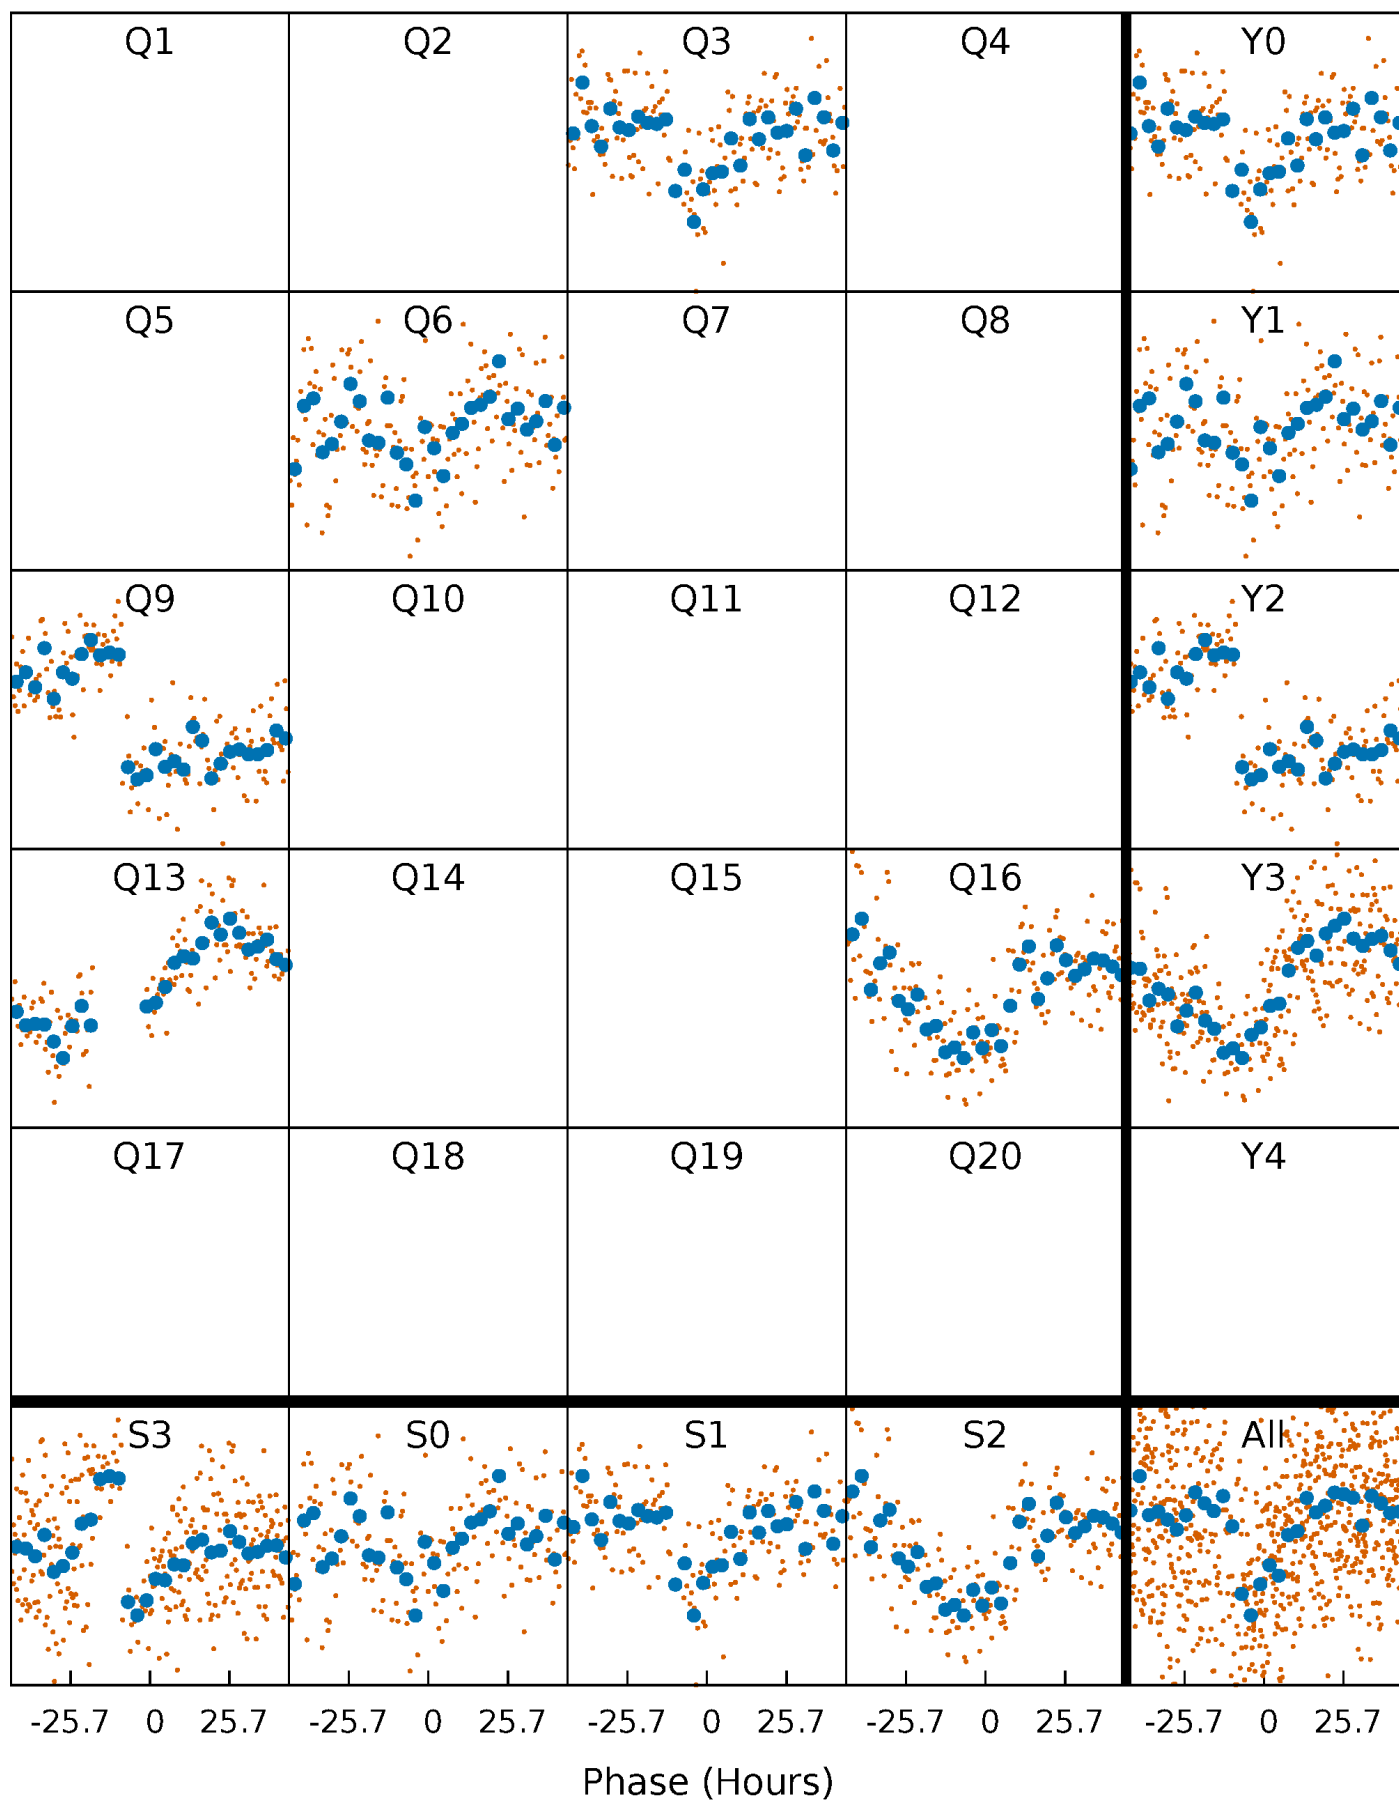 Q1 Q2 Q3 Q4 Y0
Q5 Q6 Q7 Q8 Y1
Q9 Q10 Q11 Q12 Y2
Q13 Q14 Q15 Q16 Y3
Q17 Q18 Q19 Q20 Y4
S3 S0 S1 S2 All
-25.7 0 25.7 -25.7 0 25.7 -25.7 0 25.7 -25.7 0 25.7 -25.7 0 25.7
Phase (Hours)